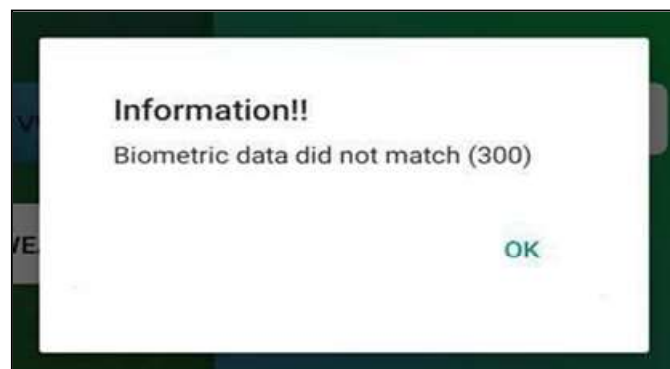 Information!!
Biometric data did not match (300)
OK